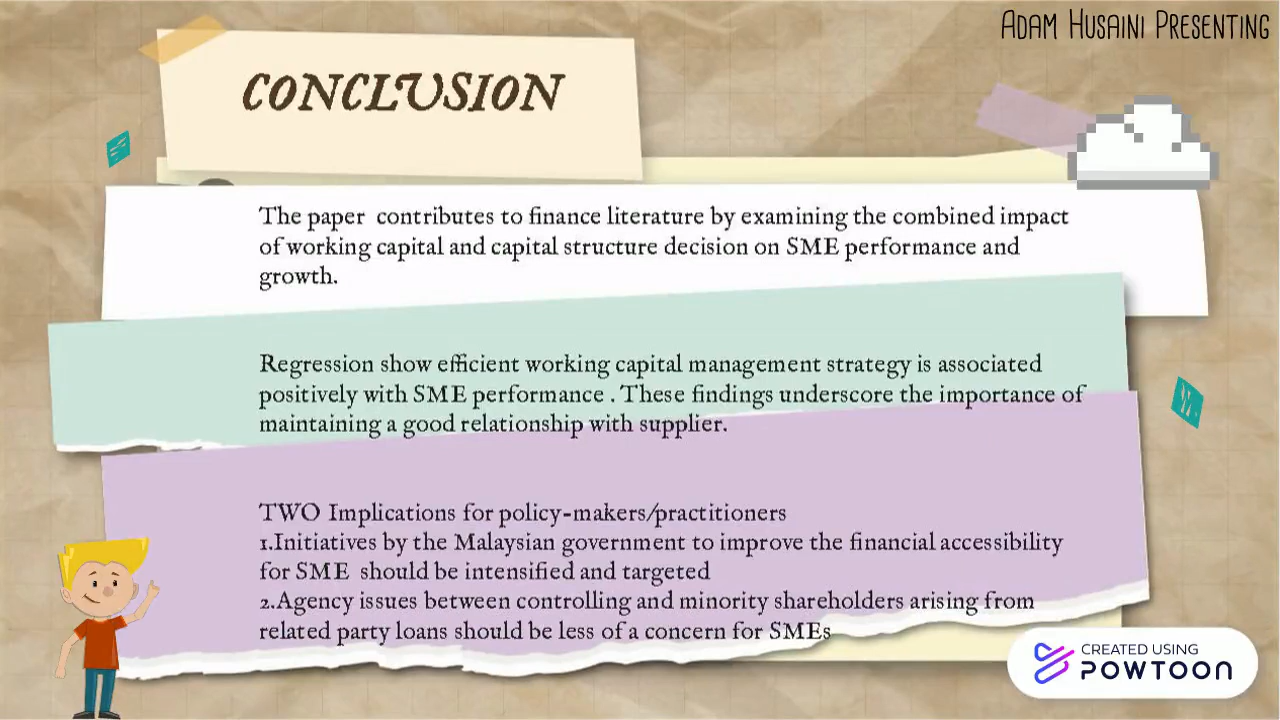 Adam Husaini Presenting
CONCLUSION
The paper contributes to finance literature by examining the combined impact
of working capital and capital structure decision on SME performance and
growth.
Regression show efficient working capital management strategy is associated
positively with SME performance . These findings underscore the importance of
maintaining a good relationship with supplier.
TWO Implications for policy-makers/practitioners
1.Initiatives by the Malaysian government to improve the financial accessibility
for SME should be intensified and targeted
2.Agency issues between controlling and minority shareholders arising from
related party loans should be less of a concern for SMEs
CREATED USING
POWTOON